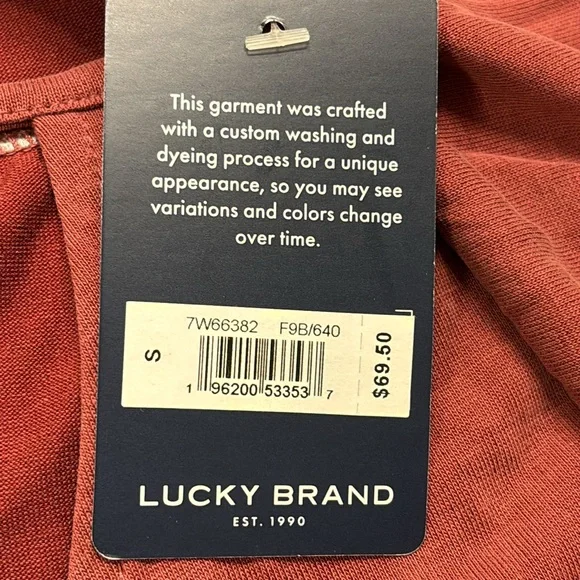 This garment was crafted
with a custom washing and
dyeing process for a unique
appearance, so you may see
variations and colors change
over time.
7W66382 F9B/640
S
$69.50
1 96200 53353 7
LUCKY BRAND
EST. 1990